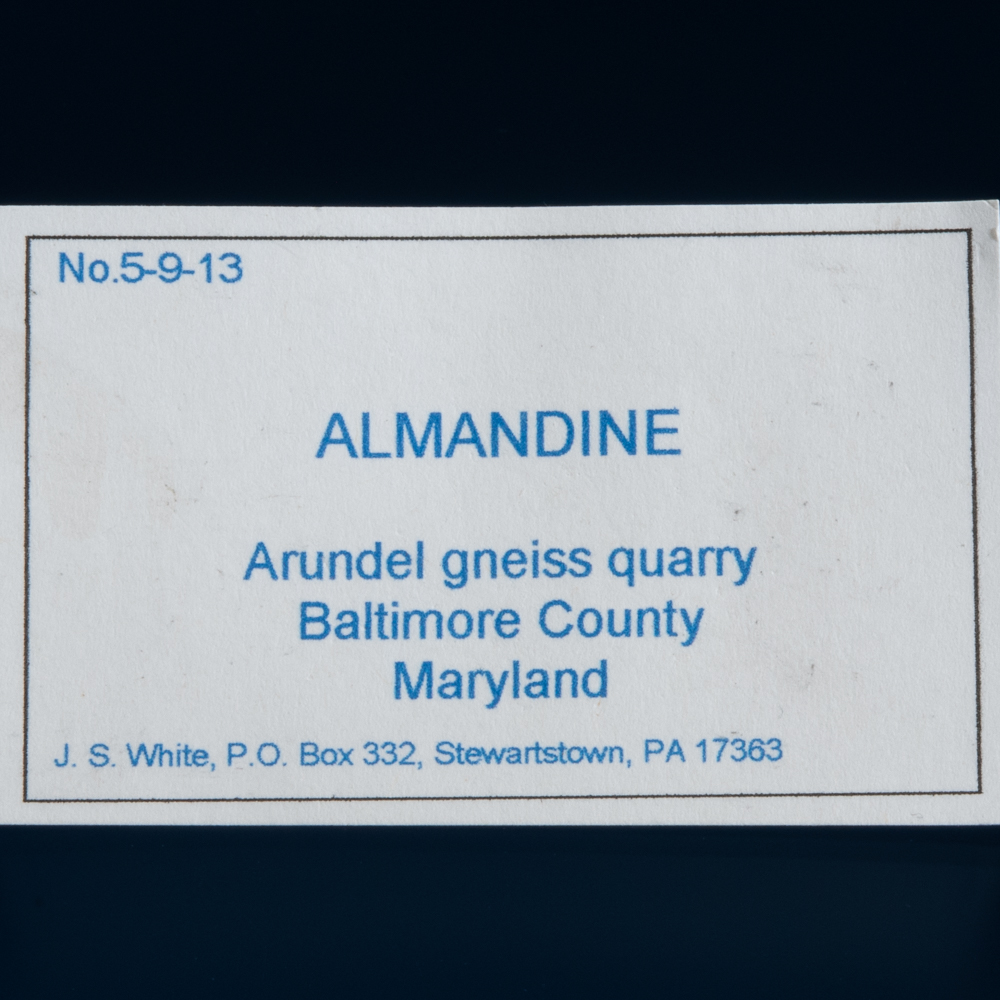 No.5-9-13
ALMANDINE
Arundel gneiss quarry
Baltimore County
Maryland
J. S. White, P.O. Box 332, Stewartstown, PA 17363